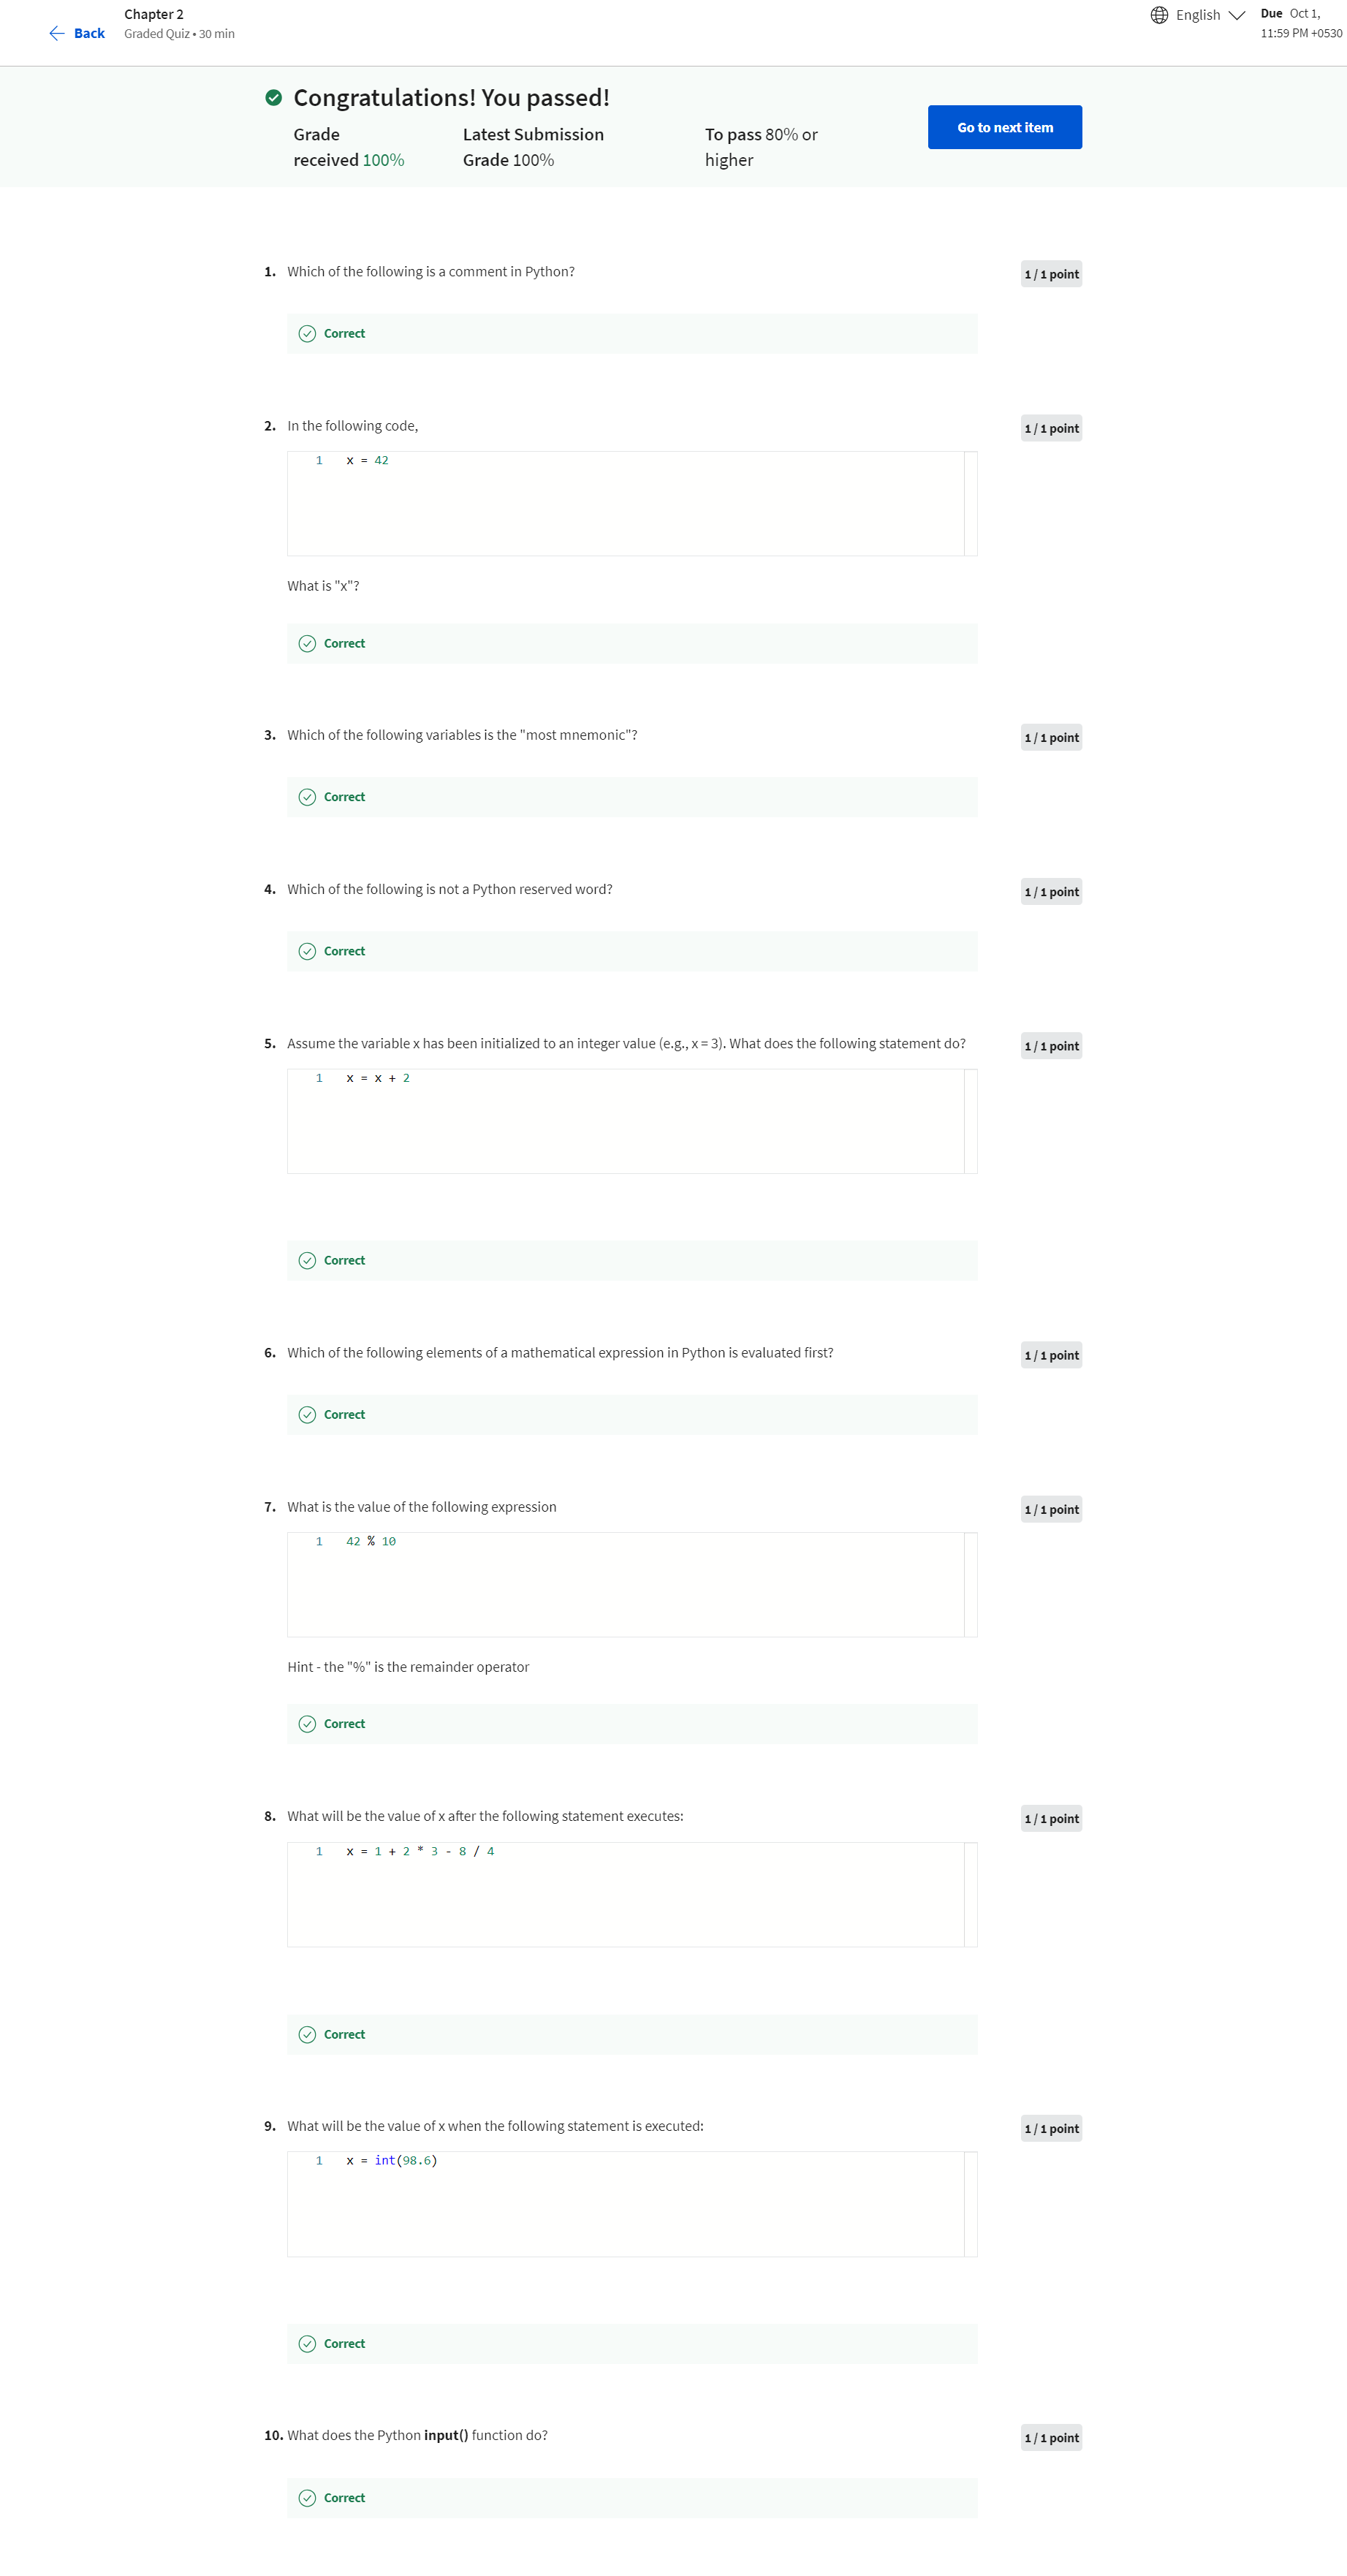 Back
Chapter 2
Graded Quiz • 30 min
English
Due Oct 1,
11:59 PM +0530
Congratulations! You passed!
Grade
received 100%
Latest Submission
Grade 100%
To pass 80% or
higher
Go to next item
1. Which of the following is a comment in Python?
1 / 1 point
Correct
2. In the following code,
1 / 1 point
1 x = 42
What is "x"?
Correct
3. Which of the following variables is the "most mnemonic"?
1 / 1 point
Correct
4. Which of the following is not a Python reserved word?
1 / 1 point
Correct
5. Assume the variable x has been initialized to an integer value (e.g., x = 3). What does the following statement do?
1 / 1 point
1 x = x + 2
Correct
6. Which of the following elements of a mathematical expression in Python is evaluated first?
1 / 1 point
Correct
7. What is the value of the following expression
1 / 1 point
1 42 % 10
Hint - the "%" is the remainder operator
Correct
8. What will be the value of x after the following statement executes:
1 / 1 point
1 x = 1 + 2 * 3 - 8 / 4
Correct
9. What will be the value of x when the following statement is executed:
1 / 1 point
1 x = int(98.6)
Correct
10. What does the Python input() function do?
1 / 1 point
Correct